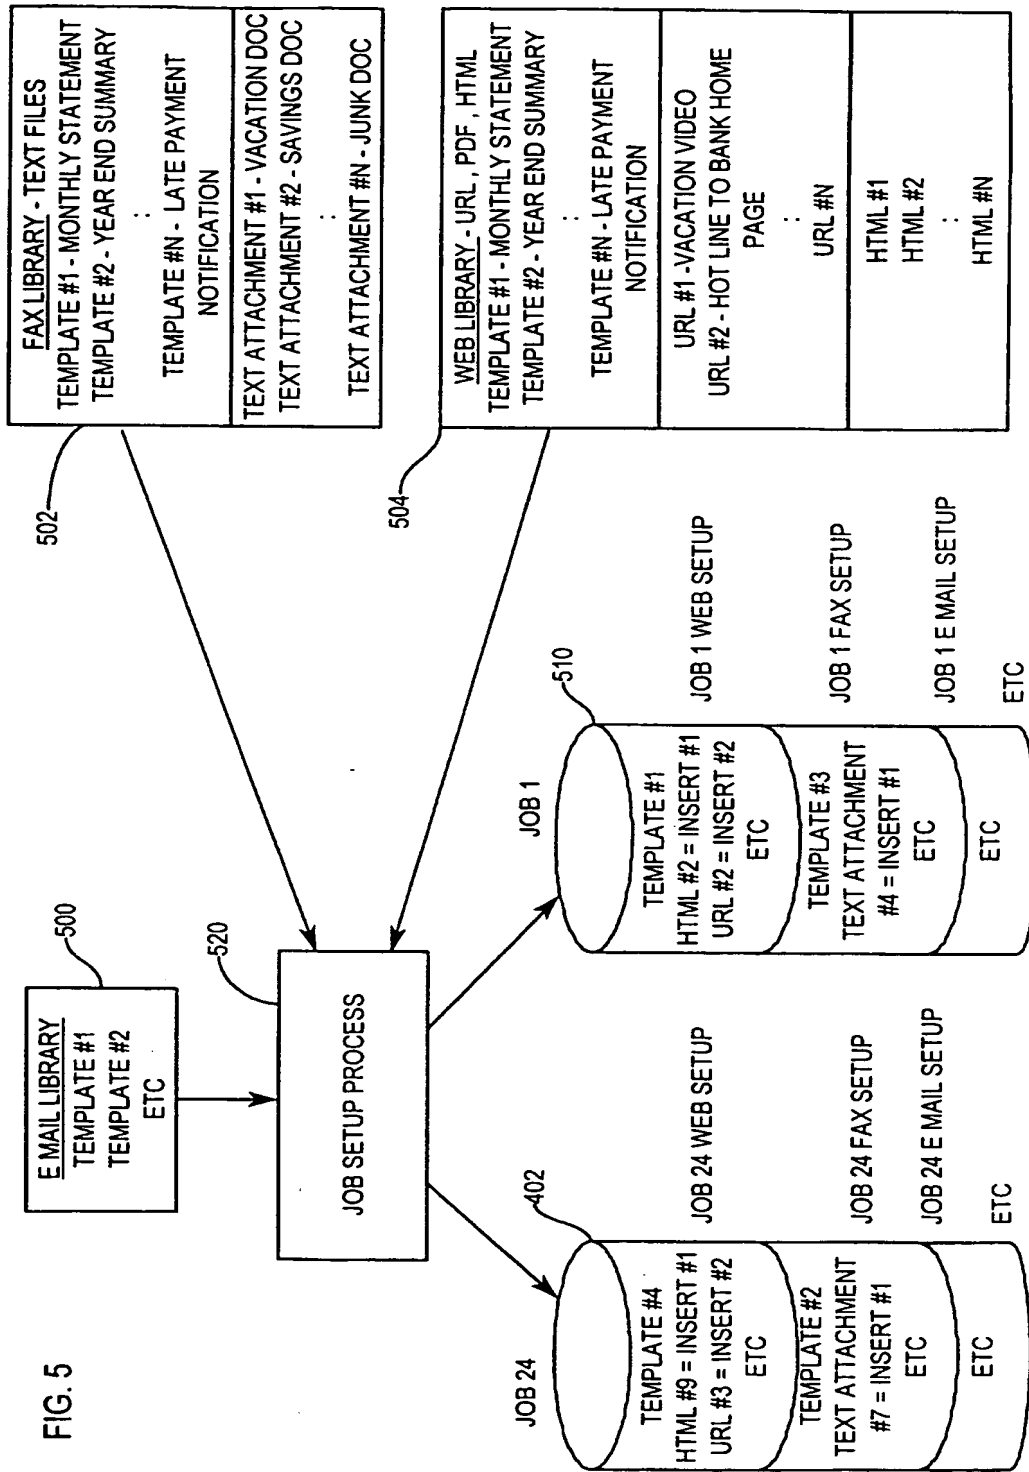 FIG. 5
E MAIL LIBRARY
TEMPLATE #1
TEMPLATE #2
ETC
500
520
JOB SETUP PROCESS
502
FAX LIBRARY - TEXT FILES
TEMPLATE #1 - MONTHLY STATEMENT
TEMPLATE #2 - YEAR END SUMMARY
:
TEMPLATE #N - LATE PAYMENT
NOTIFICATION
TEXT ATTACHMENT #1 - VACATION DOC
TEXT ATTACHMENT #2 - SAVINGS DOC
:
TEXT ATTACHMENT #N - JUNK DOC
504
WEB LIBRARY - URL, PDF, HTML
TEMPLATE #1 - MONTHLY STATEMENT
TEMPLATE #2 - YEAR END SUMMARY
:
TEMPLATE #N - LATE PAYMENT
NOTIFICATION
URL #1 - VACATION VIDEO
URL #2 - HOT LINE TO BANK HOME
PAGE
:
URL #N
HTML #1
HTML #2
:
HTML #N
JOB 24
402
TEMPLATE #4
HTML #9 = INSERT #1
URL #3 = INSERT #2
ETC
JOB 24 WEB SETUP
TEMPLATE #2
TEXT ATTACHMENT
#7 = INSERT #1
ETC
JOB 24 FAX SETUP
JOB 24 E MAIL SETUP
ETC
ETC
JOB 1
510
TEMPLATE #1
HTML #2 = INSERT #1
URL #2 = INSERT #2
ETC
JOB 1 WEB SETUP
TEMPLATE #3
TEXT ATTACHMENT
#4 = INSERT #1
ETC
JOB 1 FAX SETUP
JOB 1 E MAIL SETUP
ETC
ETC